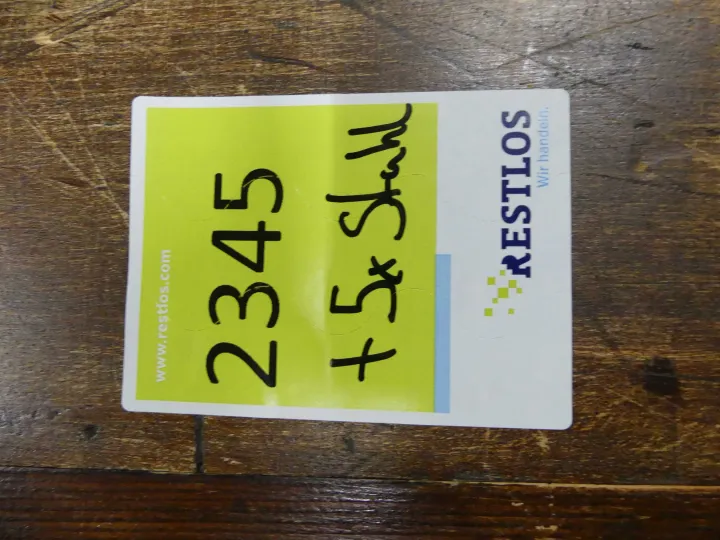 www.restlos.com
2345
+ 5x Stuhl
RESTLOS
Wir handeln.